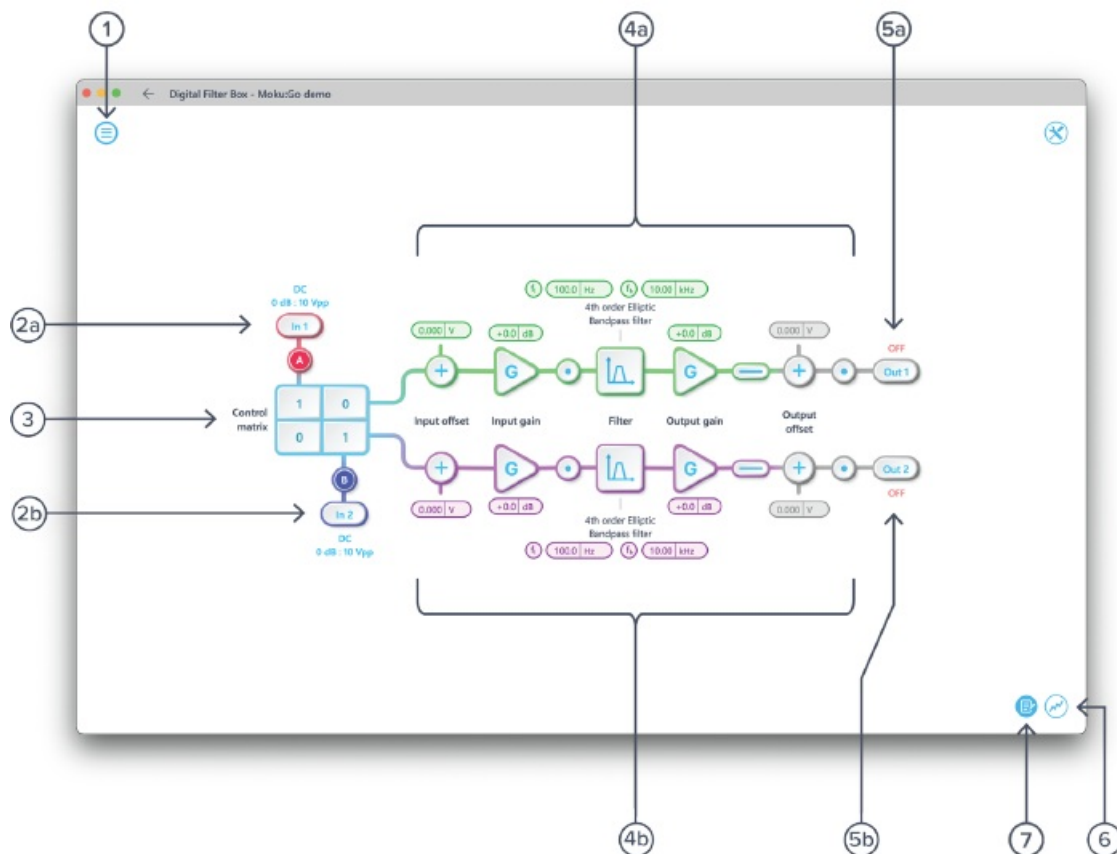 1
4a
5a
Digital Filter Box - Moku:Go demo
DC
0 dB : 10 Vpp
2a
In 1
A
3
Control
matrix
1 0
0 1
B
2b
In 2
DC
0 dB : 10 Vpp
fl 100.0 Hz fh 10.00 kHz
4th order Elliptic
Bandpass filter
0.000 V
+0.0 dB
+0.0 dB
0.000 V
G
G
OFF
Out 1
Input offset
Input gain
Filter
Output gain
Output
offset
G
G
Out 2
OFF
0.000 V
+0.0 dB
+0.0 dB
0.000 V
4th order Elliptic
Bandpass filter
fl 100.0 Hz fh 10.00 kHz
4b
5b
7
6